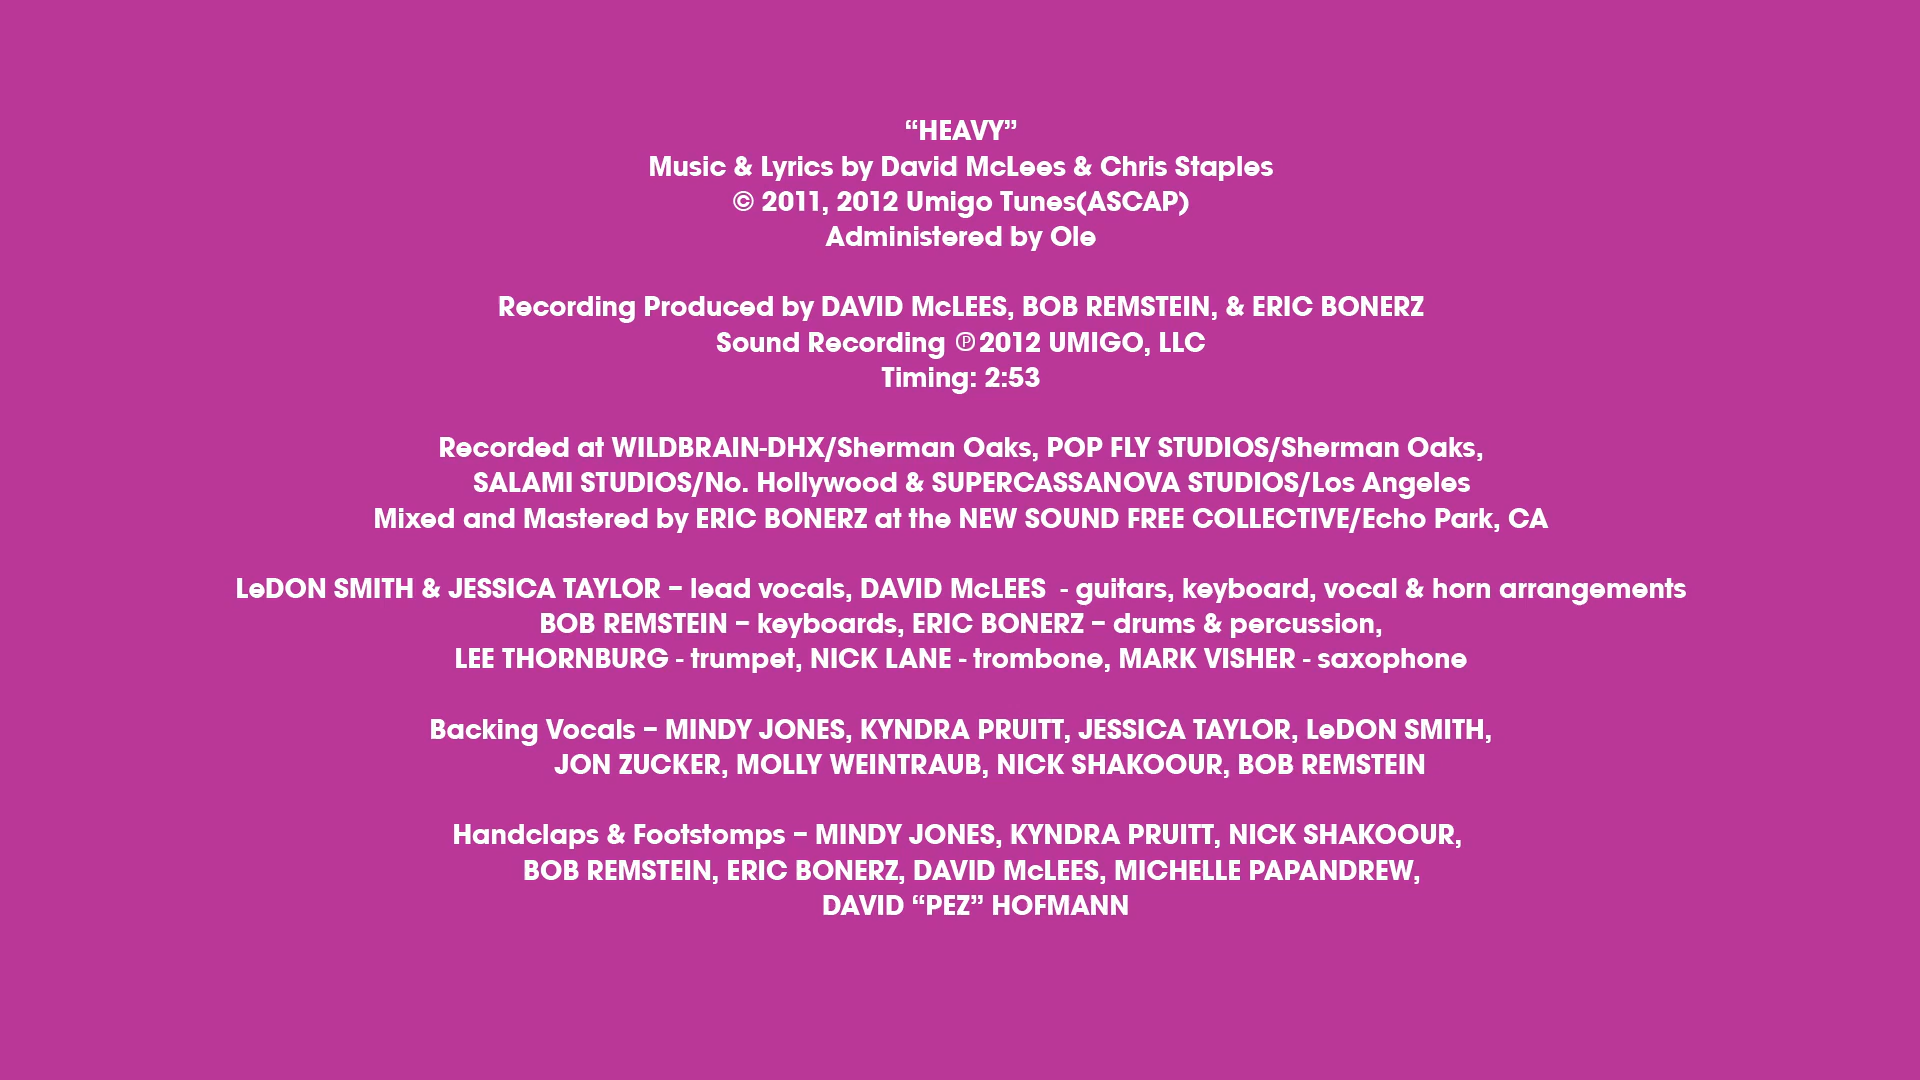 “HEAVY”
Music & Lyrics by David McLees & Chris Staples
© 2011, 2012 Umigo Tunes(ASCAP)
Administered by Ole
Recording Produced by DAVID McLEES, BOB REMSTEIN, & ERIC BONERZ
Sound Recording ℗2012 UMIGO, LLC
Timing: 2:53
Recorded at WILDBRAIN-DHX/Sherman Oaks, POP FLY STUDIOS/Sherman Oaks,
SALAMI STUDIOS/No. Hollywood & SUPERCASSANOVA STUDIOS/Los Angeles
Mixed and Mastered by ERIC BONERZ at the NEW SOUND FREE COLLECTIVE/Echo Park, CA
LeDON SMITH & JESSICA TAYLOR – lead vocals, DAVID McLEES  - guitars, keyboard, vocal & horn arrangements
BOB REMSTEIN – keyboards, ERIC BONERZ – drums & percussion,
LEE THORNBURG - trumpet, NICK LANE - trombone, MARK VISHER - saxophone
Backing Vocals – MINDY JONES, KYNDRA PRUITT, JESSICA TAYLOR, LeDON SMITH,
JON ZUCKER, MOLLY WEINTRAUB, NICK SHAKOOUR, BOB REMSTEIN
Handclaps & Footstomps – MINDY JONES, KYNDRA PRUITT, NICK SHAKOOUR,
BOB REMSTEIN, ERIC BONERZ, DAVID McLEES, MICHELLE PAPANDREW,
DAVID “PEZ” HOFMANN